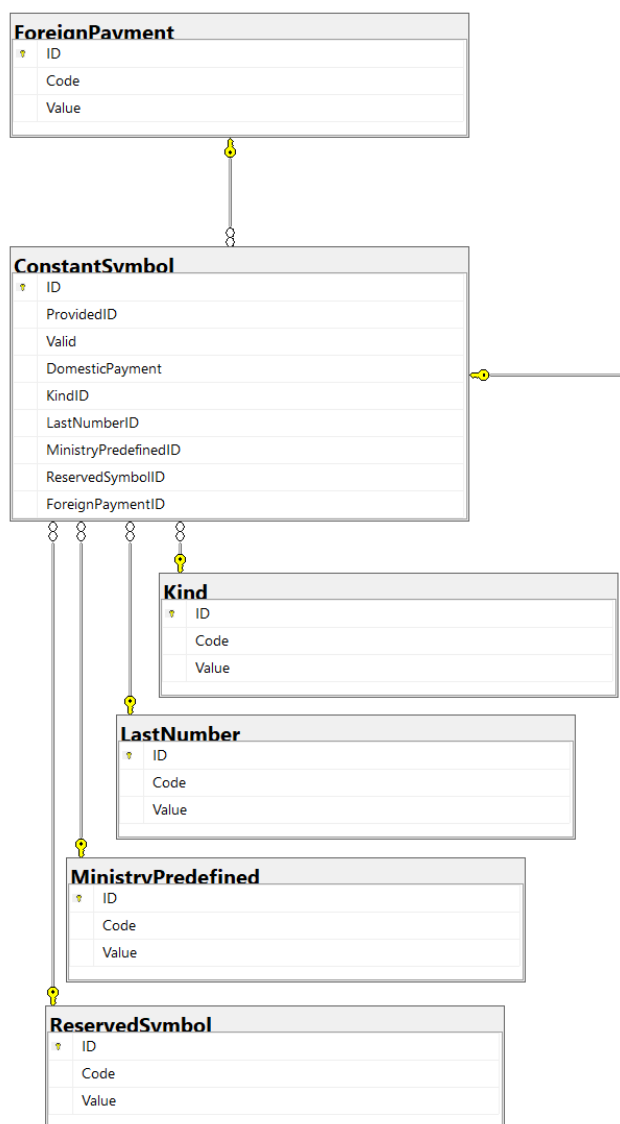 ForeignPayment
ID
Code
Value
ConstantSymbol
ID
ProvidedID
Valid
DomesticPayment
KindID
LastNumberID
MinistryPredefinedID
ReservedSymbolID
ForeignPaymentID
Kind
ID
Code
Value
LastNumber
ID
Code
Value
MinistryPredefined
ID
Code
Value
ReservedSymbol
ID
Code
Value